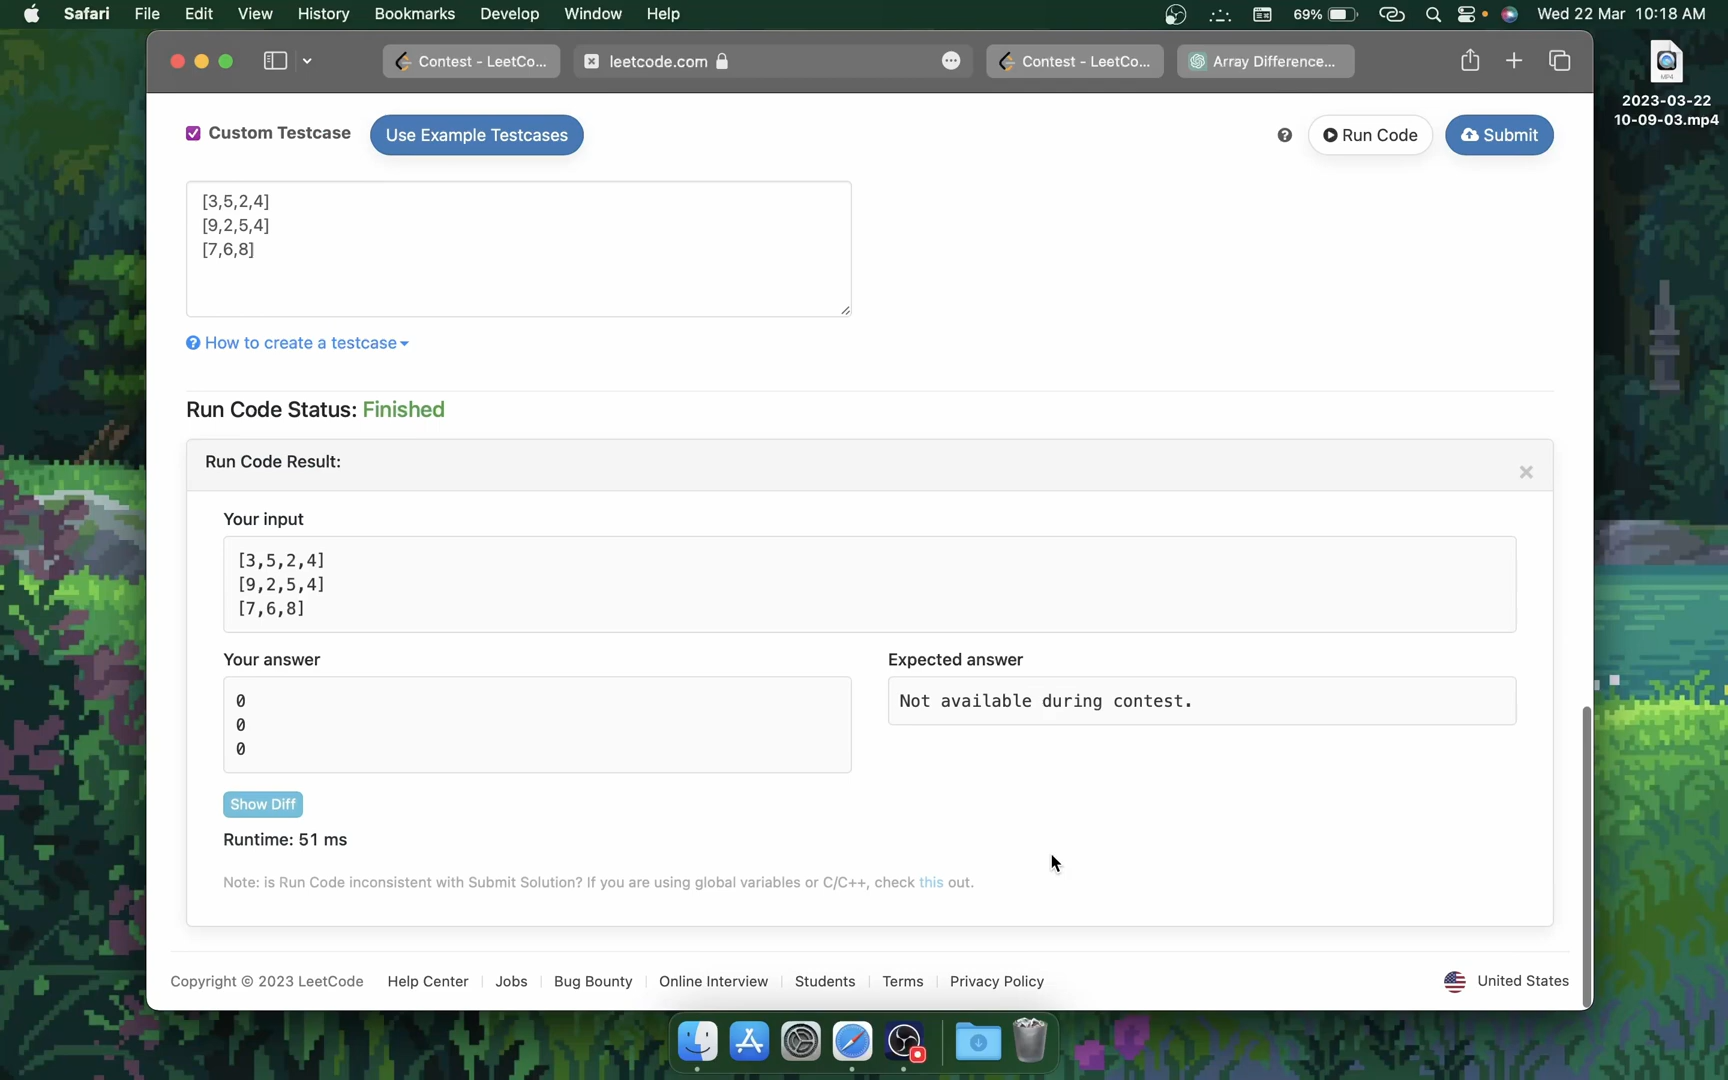 Safari File Edit View History Bookmarks Develop Window Help 69% Wed 22 Mar 10:18 AM
Contest - LeetCo... leetcode.com Contest - LeetCo... Array Difference...
MP4
2023-03-22
10-09-03.mp4
Custom Testcase Use Example Testcases ? Run Code Submit
[3,5,2,4]
[9,2,5,4]
[7,6,8]
? How to create a testcase
Run Code Status: Finished
Run Code Result: ×
Your input
[3,5,2,4]
[9,2,5,4]
[7,6,8]
Your answer Expected answer
0 Not available during contest.
0
0
Show Diff
Runtime: 51 ms
Note: is Run Code inconsistent with Submit Solution? If you are using global variables or C/C++, check this out.
Copyright © 2023 LeetCode Help Center Jobs Bug Bounty Online Interview Students Terms Privacy Policy United States